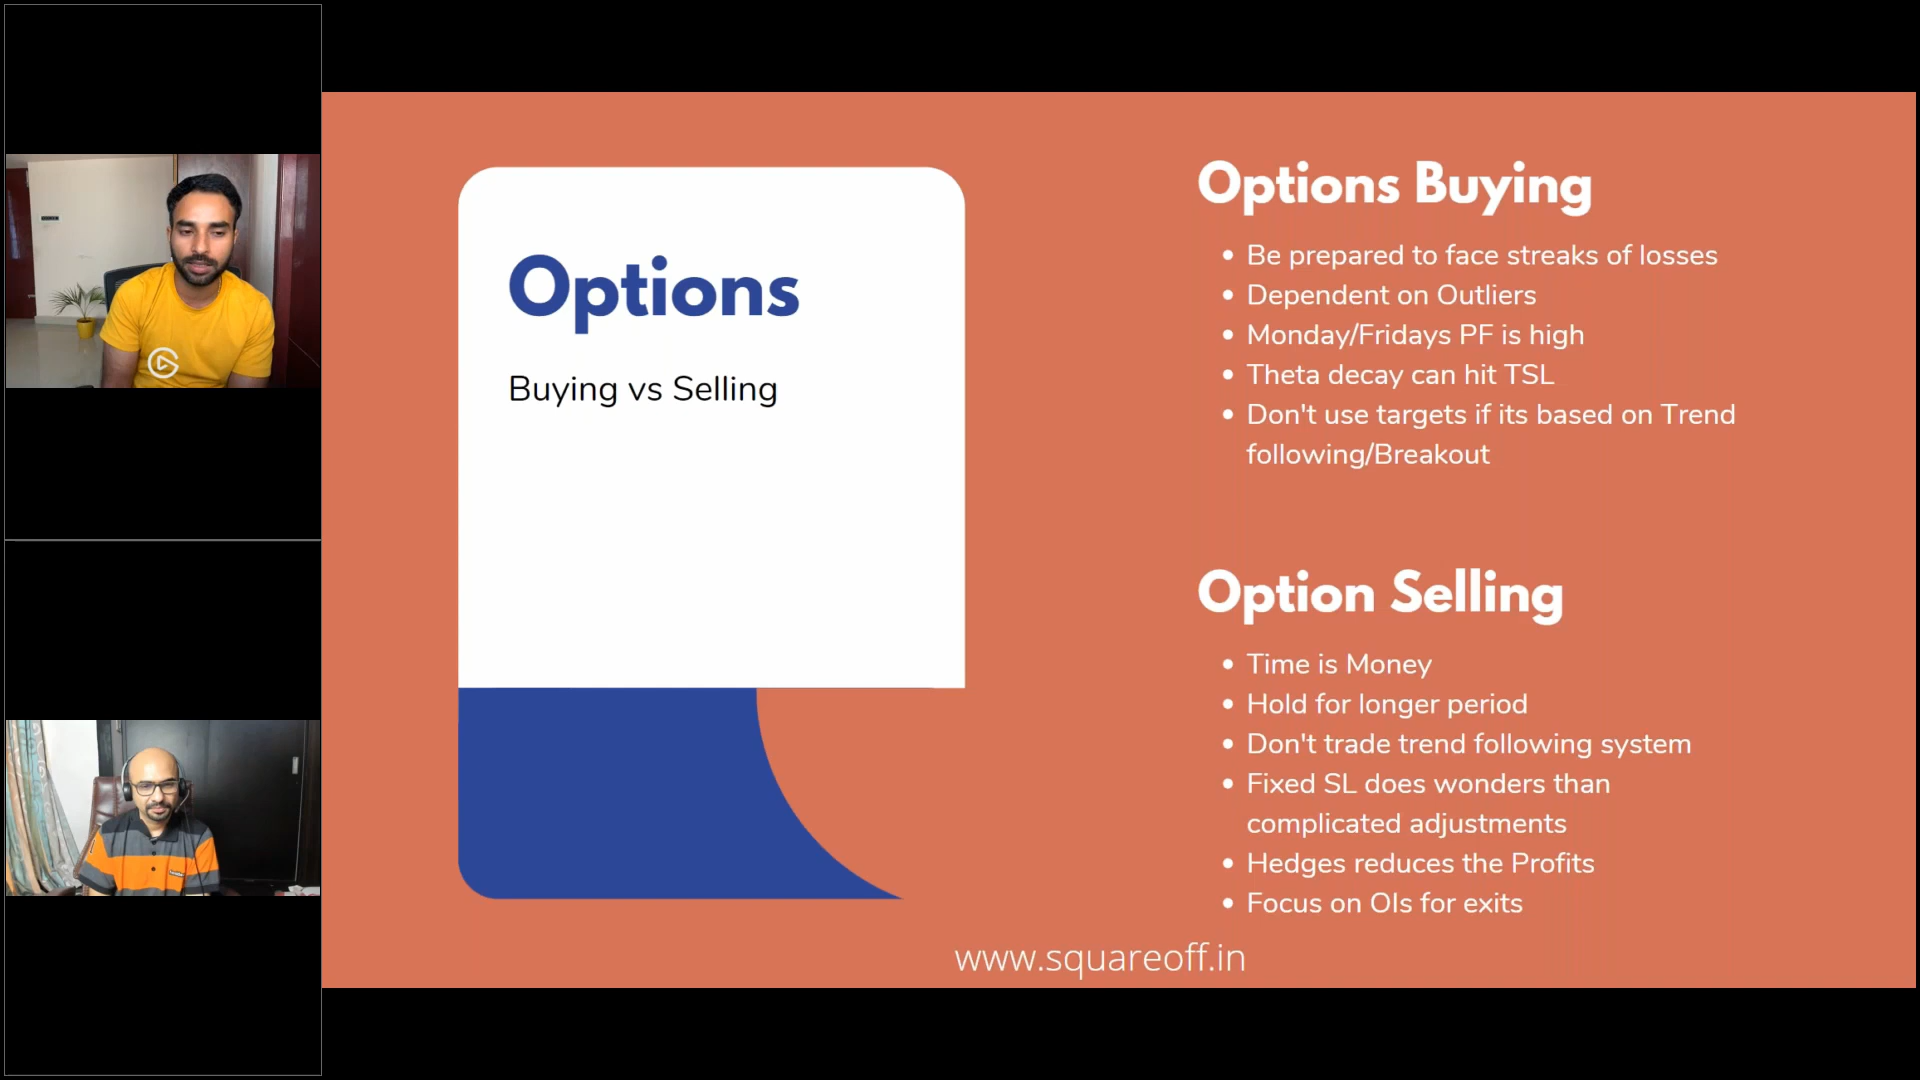 Options
Buying vs Selling
Options Buying
• Be prepared to face streaks of losses
• Dependent on Outliers
• Monday/Fridays PF is high
• Theta decay can hit TSL
• Don't use targets if its based on Trend
following/Breakout
Option Selling
• Time is Money
• Hold for longer period
• Don't trade trend following system
• Fixed SL does wonders than
complicated adjustments
• Hedges reduces the Profits
• Focus on OIs for exits
www.squareoff.in